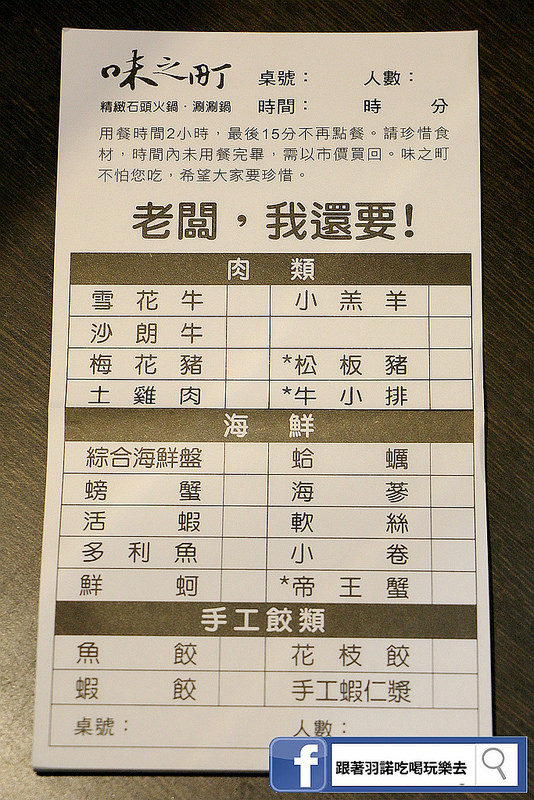 味之町 桌號： 人數：
精緻石頭火鍋‧涮涮鍋 時間： 時 分
用餐時間2小時，最後15分不再點餐。請珍惜食
材，時間內未用餐完畢，需以市價買回。味之町
不怕您吃，希望大家要珍惜。
老闆，我還要!
肉 類
雪花牛 小羔羊
沙朗牛
梅花豬 *松板豬
土雞肉 *牛小排
海 鮮
綜合海鮮盤 蛤蠣
螃蟹 海蔘
活蝦 軟絲
多利魚 小卷
鮮蚵 *帝王蟹
手工餃類
魚餃 花枝餃
蝦餃 手工蝦仁漿
桌號： 人數：
f 跟著羽諾吃喝玩樂去